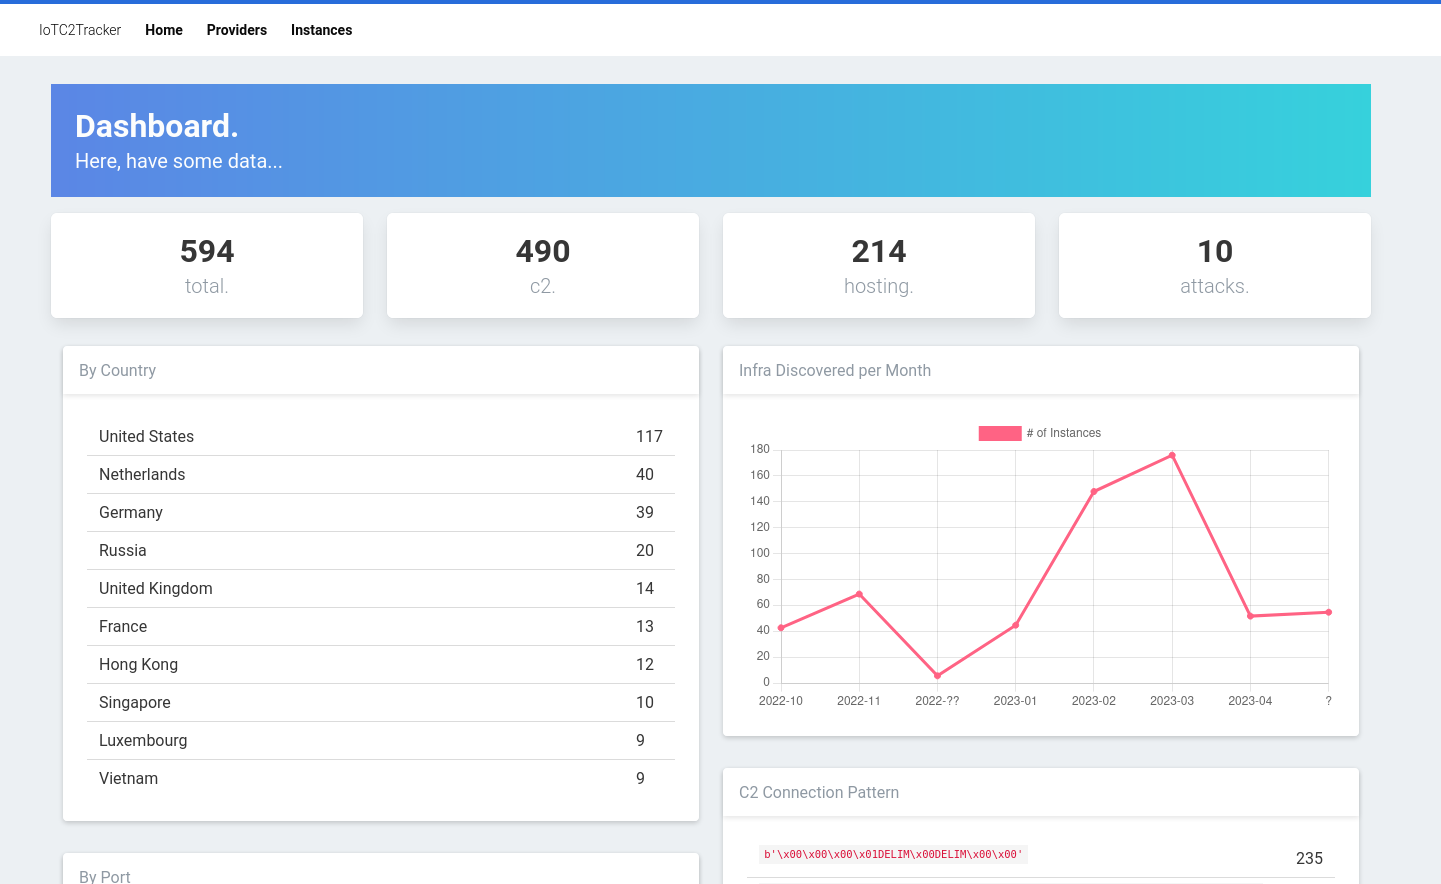 IoTC2Tracker Home Providers Instances
Dashboard.
Here, have some data...
594
total.
490
c2.
214
hosting.
10
attacks.
By Country
United States 117
Netherlands 40
Germany 39
Russia 20
United Kingdom 14
France 13
Hong Kong 12
Singapore 10
Luxembourg 9
Vietnam 9
By Port
Infra Discovered per Month
# of Instances
180
160
140
120
100
80
60
40
20
0
2022-10 2022-11 2022-?? 2023-01 2023-02 2023-03 2023-04 ?
C2 Connection Pattern
b'\x00\x00\x00\x01DELIM\x00DELIM\x00\x00' 235